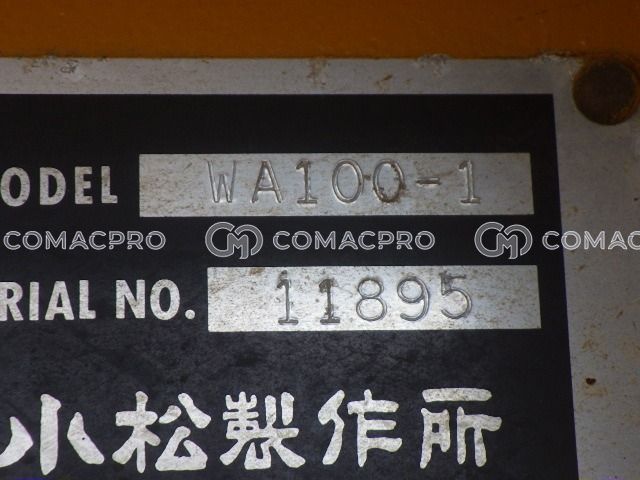 ODEL WA100-1
COMACPRO COMACPRO COMAC
RIAL NO. 11895
小松製作所